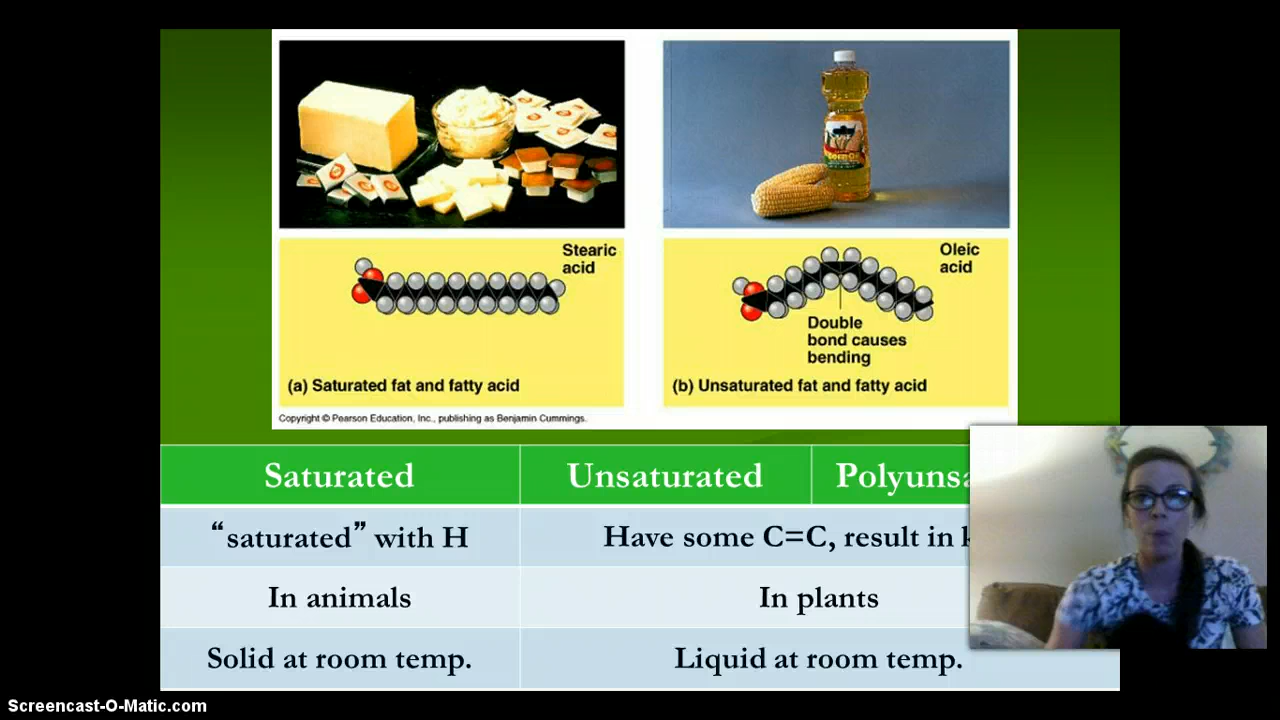 Stearic
acid
(a) Saturated fat and fatty acid
Oleic
acid
Double
bond causes
bending
(b) Unsaturated fat and fatty acid
Copyright © Pearson Education, Inc., publishing as Benjamin Cummings.
Saturated Unsaturated Polyunsa
“saturated” with H Have some C=C, result in
In animals In plants
Solid at room temp. Liquid at room temp.
Screencast-O-Matic.com